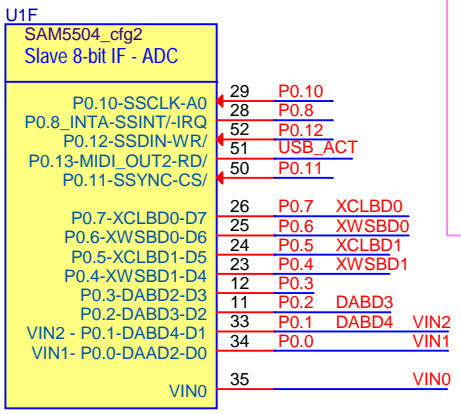 U1F
SAM5504_cfg2
Slave 8-bit IF - ADC
P0.10-SSCLK-A0 29 P0.10
P0.8_INTA-SSINT/-IRQ 28 P0.8
P0.12-SSDIN-WR/ 52 P0.12
P0.13-MIDI_OUT2-RD/ 51 USB_ACT
P0.11-SSYNC-CS/ 50 P0.11
P0.7-XCLBD0-D7 26 P0.7 XCLBD0
P0.6-XWSBD0-D6 25 P0.6 XWSBD0
P0.5-XCLBD1-D5 24 P0.5 XCLBD1
P0.4-XWSBD1-D4 23 P0.4 XWSBD1
P0.3-DABD2-D3 12 P0.3
P0.2-DABD3-D2 11 P0.2 DABD3
VIN2 - P0.1-DABD4-D1 33 P0.1 DABD4 VIN2
VIN1- P0.0-DAAD2-D0 34 P0.0 VIN1
VIN0 35 VIN0